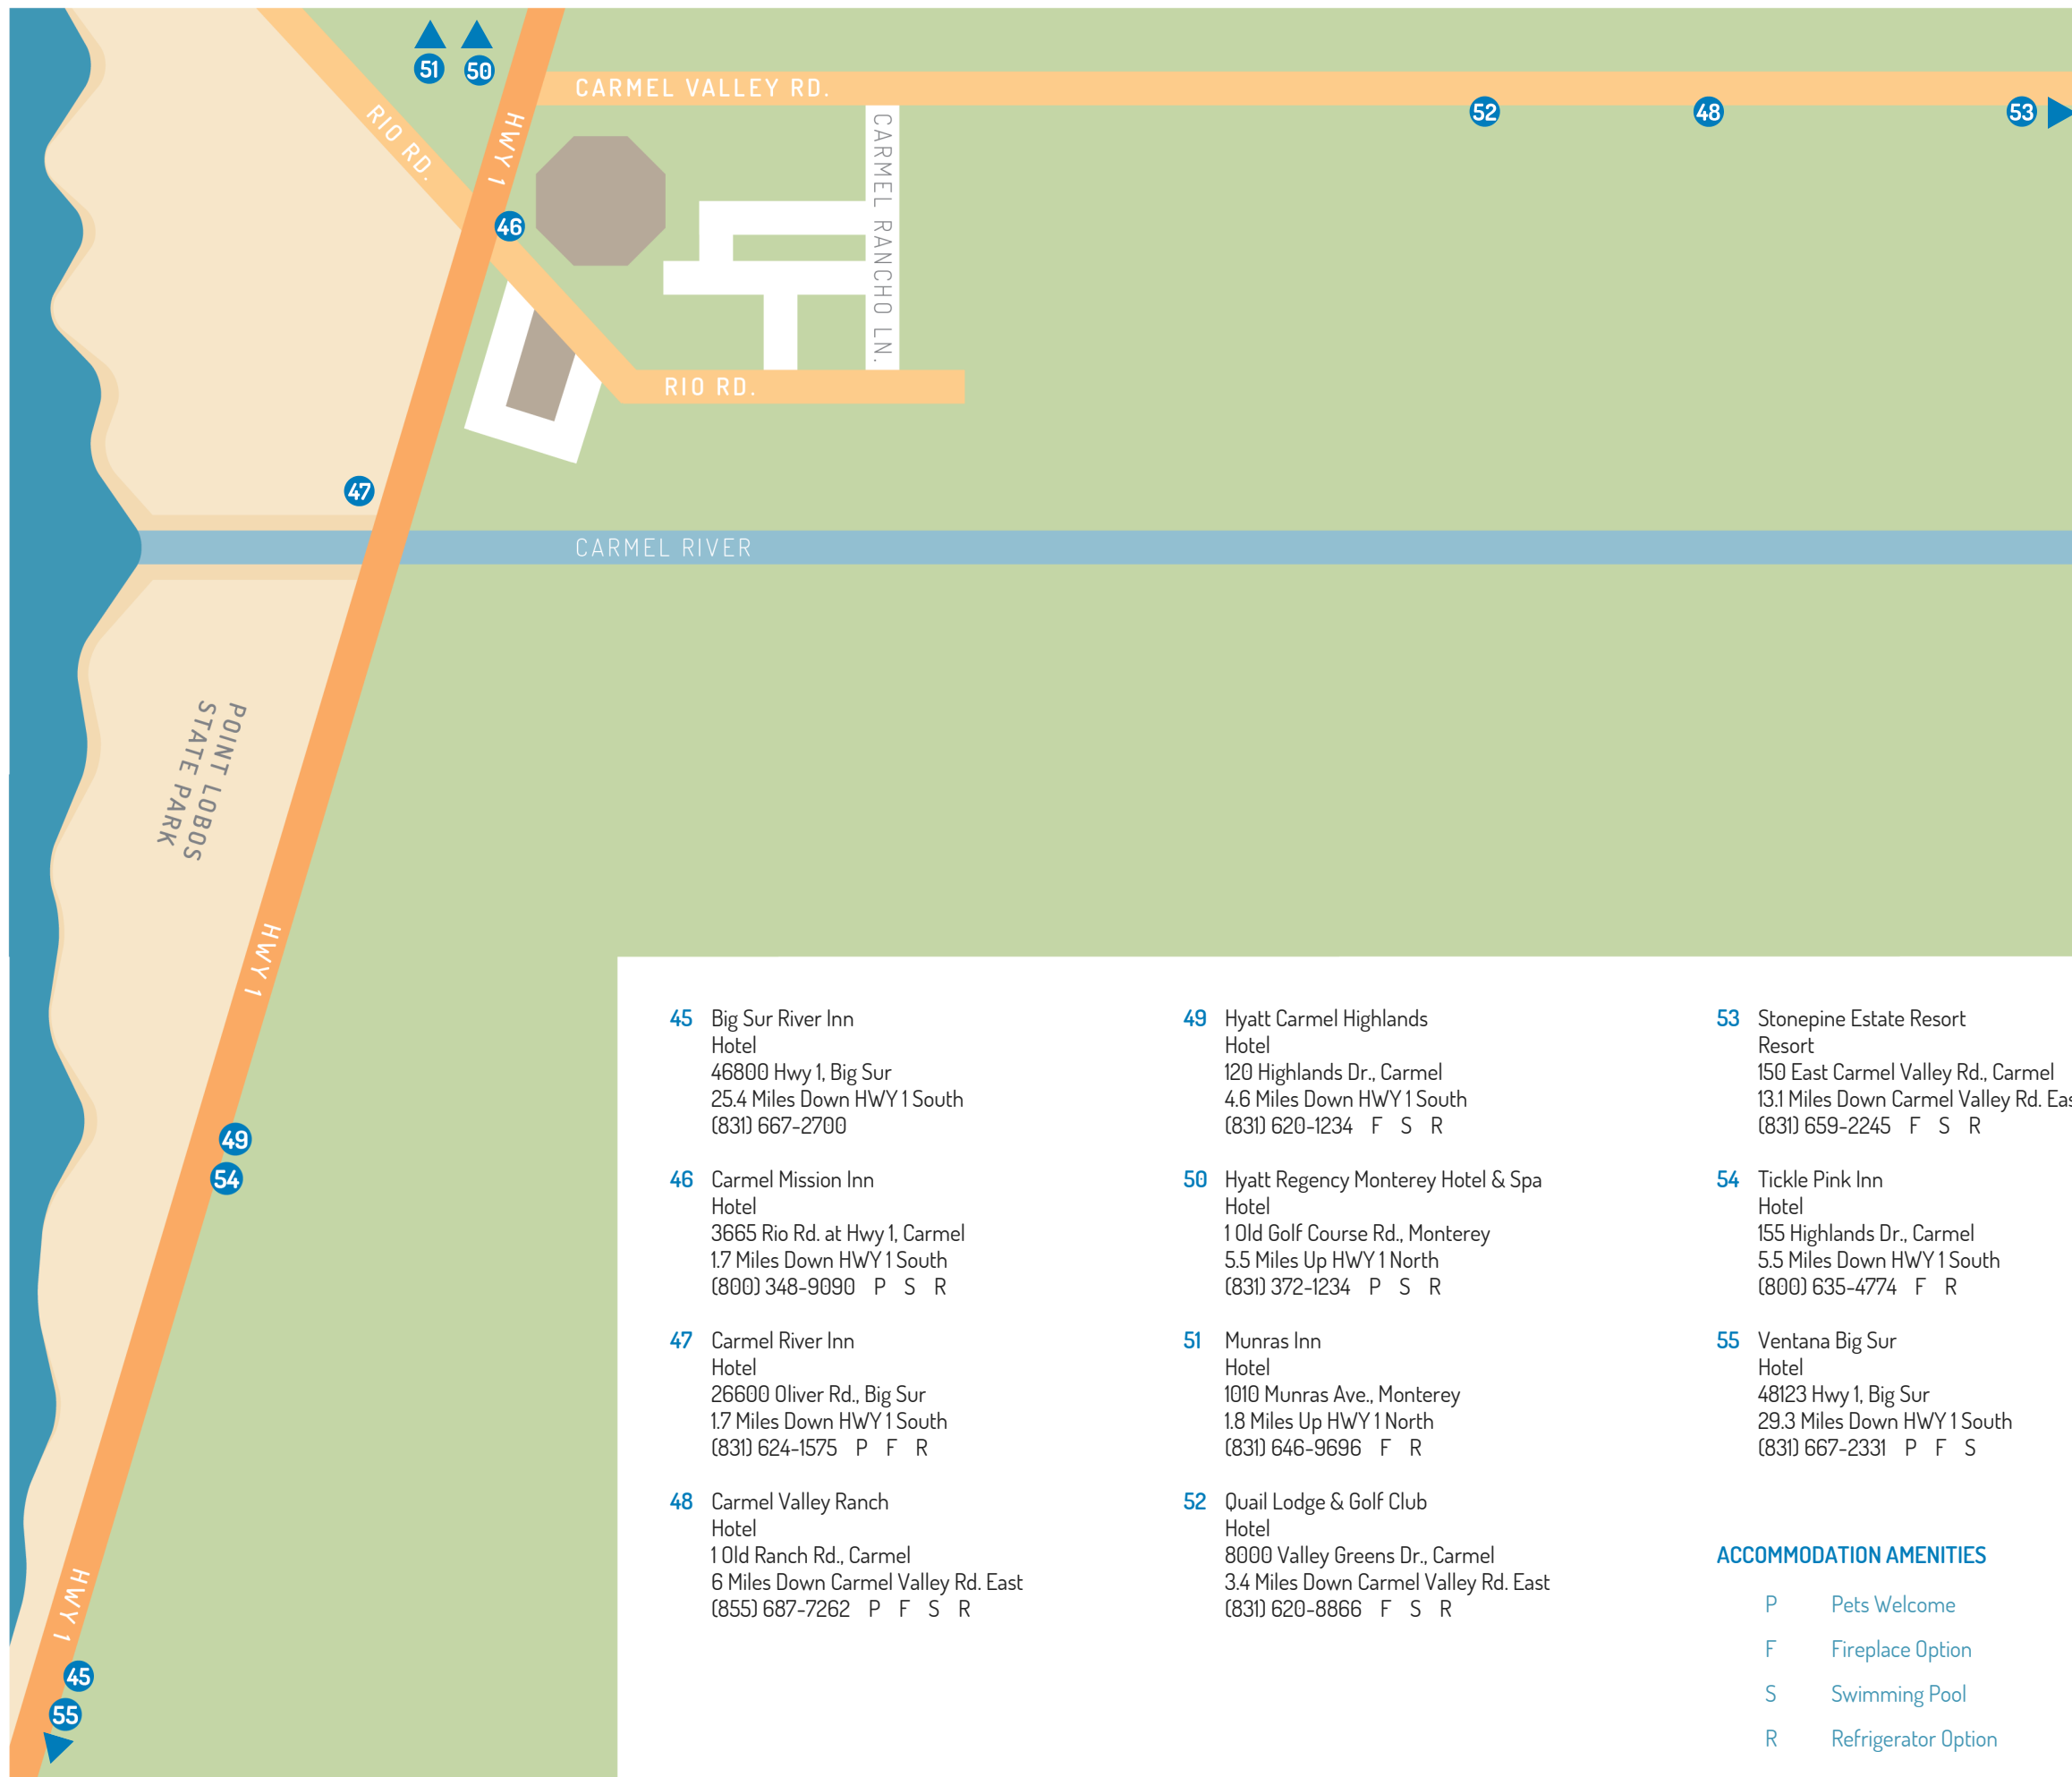 51
50
CARMEL VALLEY RD.
RIO RD.
HWY 1
CARMEL RANCHO LN.
52
48
53
46
RIO RD.
47
CARMEL RIVER
POINT LOBOS
STATE PARK
HWY 1
49
54
HWY 1
45
55
45 Big Sur River Inn
Hotel
46800 Hwy 1, Big Sur
25.4 Miles Down HWY 1 South
(831) 667-2700
46 Carmel Mission Inn
Hotel
3665 Rio Rd. at Hwy 1, Carmel
1.7 Miles Down HWY 1 South
(800) 348-9090 P S R
47 Carmel River Inn
Hotel
26600 Oliver Rd., Big Sur
1.7 Miles Down HWY 1 South
(831) 624-1575 P F R
48 Carmel Valley Ranch
Hotel
1 Old Ranch Rd., Carmel
6 Miles Down Carmel Valley Rd. East
(855) 687-7262 P F S R
49 Hyatt Carmel Highlands
Hotel
120 Highlands Dr., Carmel
4.6 Miles Down HWY 1 South
(831) 620-1234 F S R
50 Hyatt Regency Monterey Hotel & Spa
Hotel
1 Old Golf Course Rd., Monterey
5.5 Miles Up HWY 1 North
(831) 372-1234 P S R
51 Munras Inn
Hotel
1010 Munras Ave., Monterey
1.8 Miles Up HWY 1 North
(831) 646-9696 F R
52 Quail Lodge & Golf Club
Hotel
8000 Valley Greens Dr., Carmel
3.4 Miles Down Carmel Valley Rd. East
(831) 620-8866 F S R
53 Stonepine Estate Resort
Resort
150 East Carmel Valley Rd., Carmel
13.1 Miles Down Carmel Valley Rd.
(831) 659-2245 F S R
54 Tickle Pink Inn
Hotel
155 Highlands Dr., Carmel
5.5 Miles Down HWY 1 South
(800) 635-4774 F R
55 Ventana Big Sur
Hotel
48123 Hwy 1, Big Sur
29.3 Miles Down HWY 1 South
(831) 667-2331 P F S
ACCOMMODATION AMENITIES
P Pets Welcome
F Fireplace Option
S Swimming Pool
R Refrigerator Option